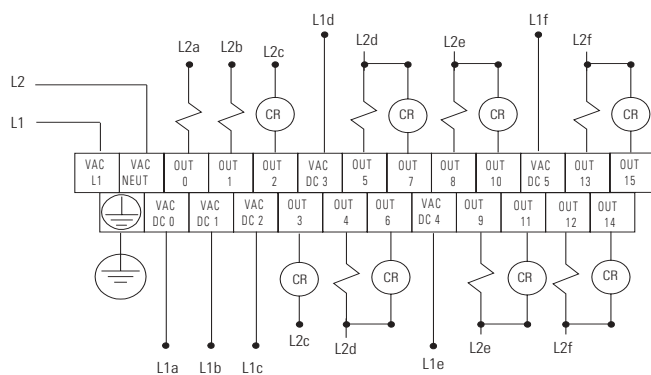 L1d L1f
L2a L2b L2c L2d L2e L2f
L2
CR CR CR CR
L1
VAC L1 VAC NEUT OUT 0 OUT 1 OUT 2 VAC DC 3 OUT 5 OUT 7 OUT 8 OUT 10 VAC DC 5 OUT 13 OUT 15
VAC DC 0 VAC DC 1 VAC DC 2 OUT 3 OUT 4 OUT 6 VAC DC 4 OUT 9 OUT 11 OUT 12 OUT 14
CR CR CR CR
L2c L2d L2e L2f
L1a L1b L1c L1e